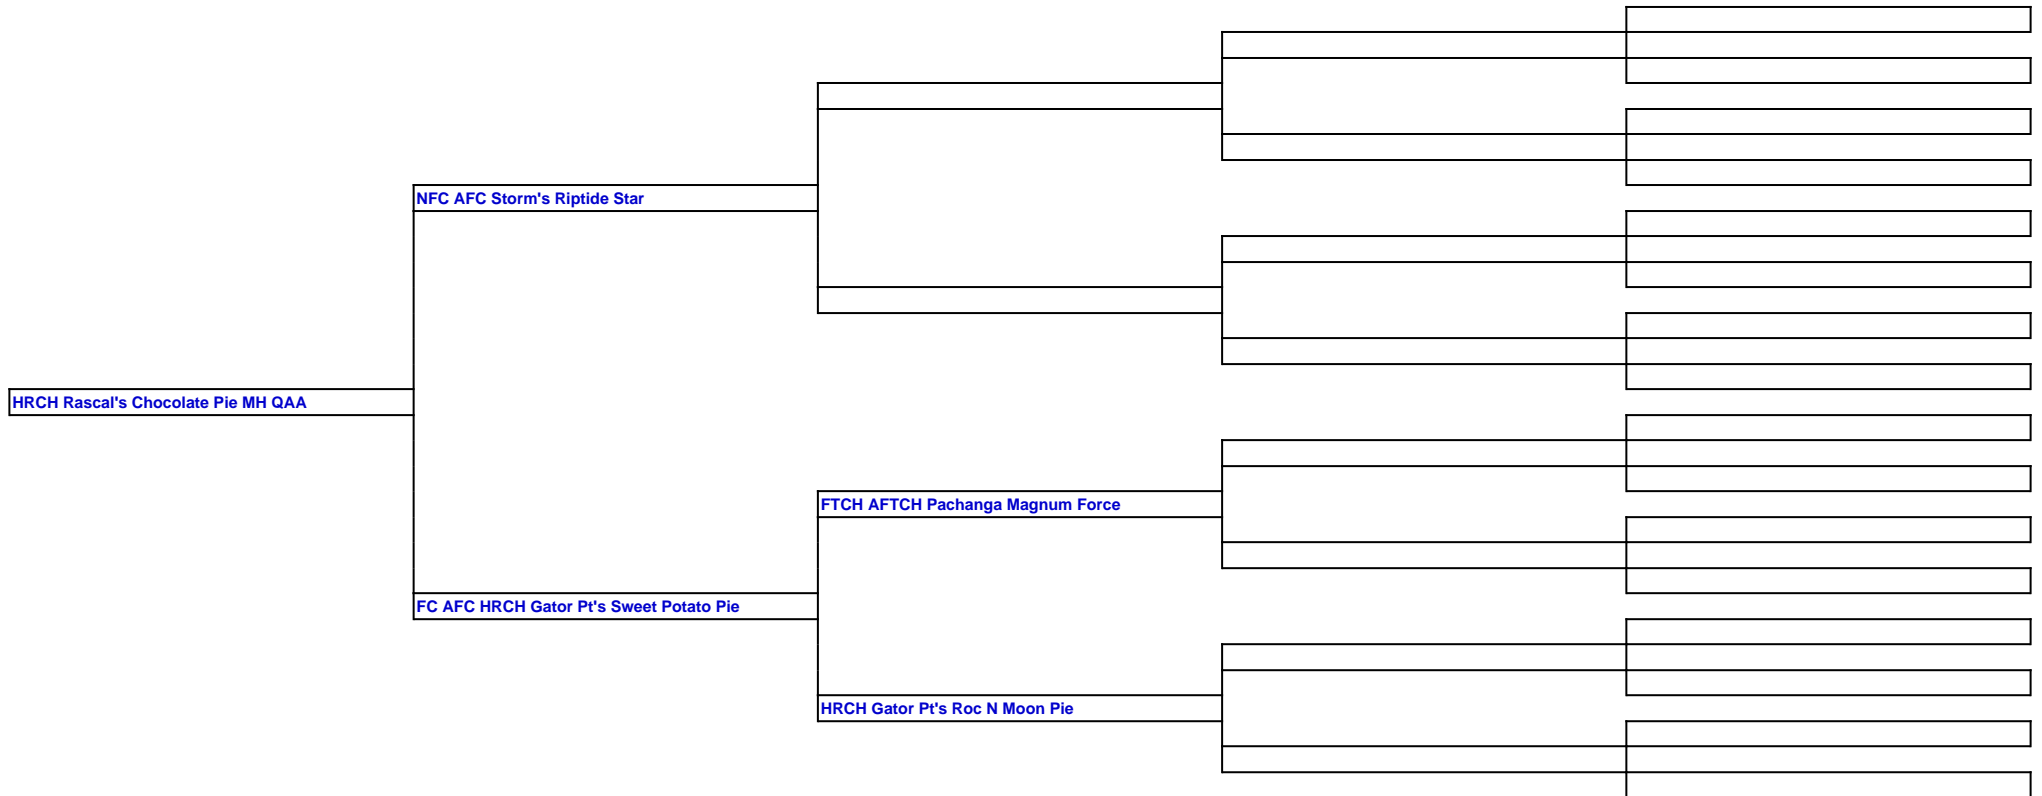 NFC AFC Storm's Riptide Star
HRCH Rascal's Chocolate Pie MH QAA
FTCH AFTCH Pachanga Magnum Force
FC AFC HRCH Gator Pt's Sweet Potato Pie
HRCH Gator Pt's Roc N Moon Pie